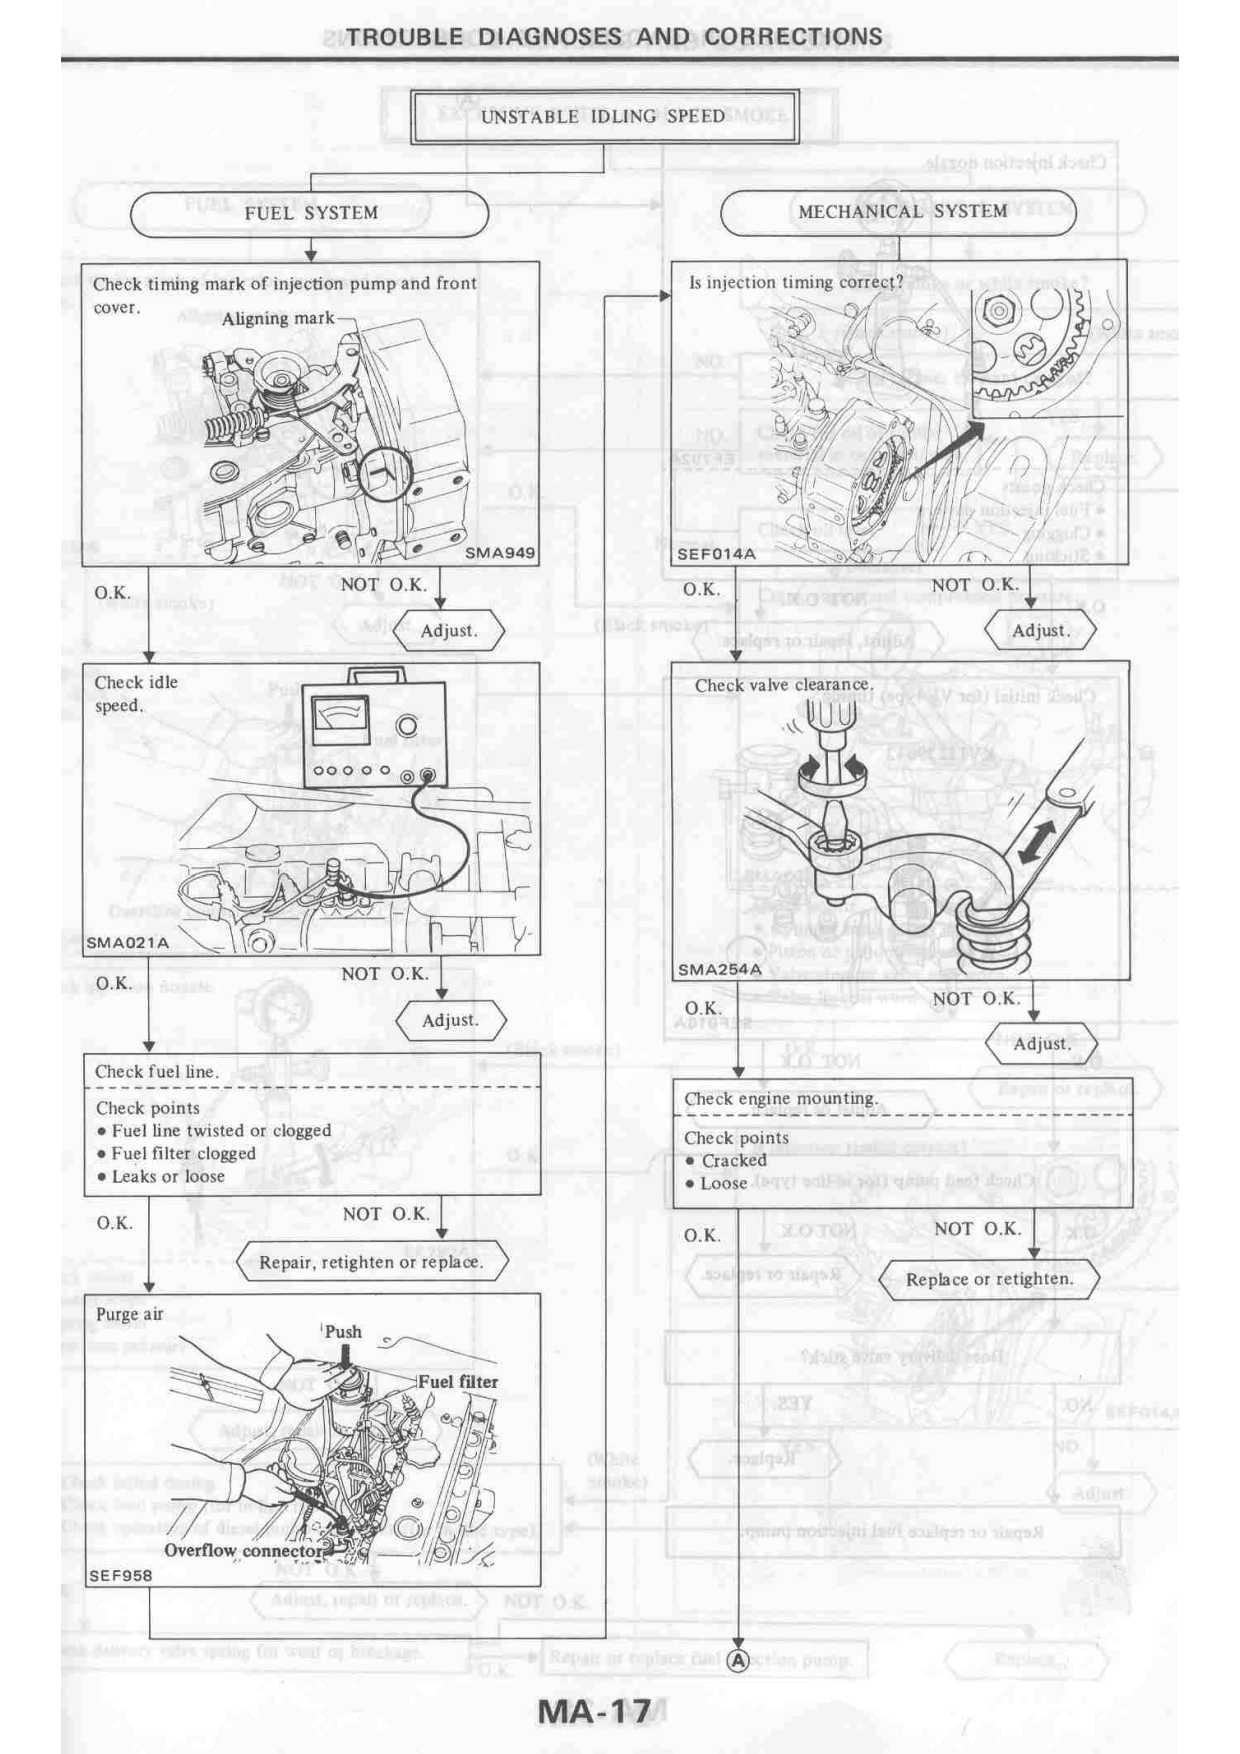 TROUBLE DIAGNOSES AND CORRECTIONS
UNSTABLE IDLING SPEED
FUEL SYSTEM
Check timing mark of injection pump and front
cover.
Aligning mark
SMA949
O.K.
NOT O.K.
Adjust.
Check idle
speed.
SMA021A
O.K.
NOT O.K.
Adjust.
Check fuel line.
Check points
● Fuel line twisted or clogged
● Fuel filter clogged
● Leaks or loose
O.K.
NOT O.K.
Repair, retighten or replace.
Purge air
Push
Fuel filter
Overflow connector
SEF958
MECHANICAL SYSTEM
Is injection timing correct?
SEF014A
O.K.
NOT O.K.
Adjust.
Check valve clearance.
SMA254A
O.K.
NOT O.K.
Adjust.
Check engine mounting.
Check points
● Cracked
● Loose
O.K.
NOT O.K.
Replace or retighten.
A
MA-17